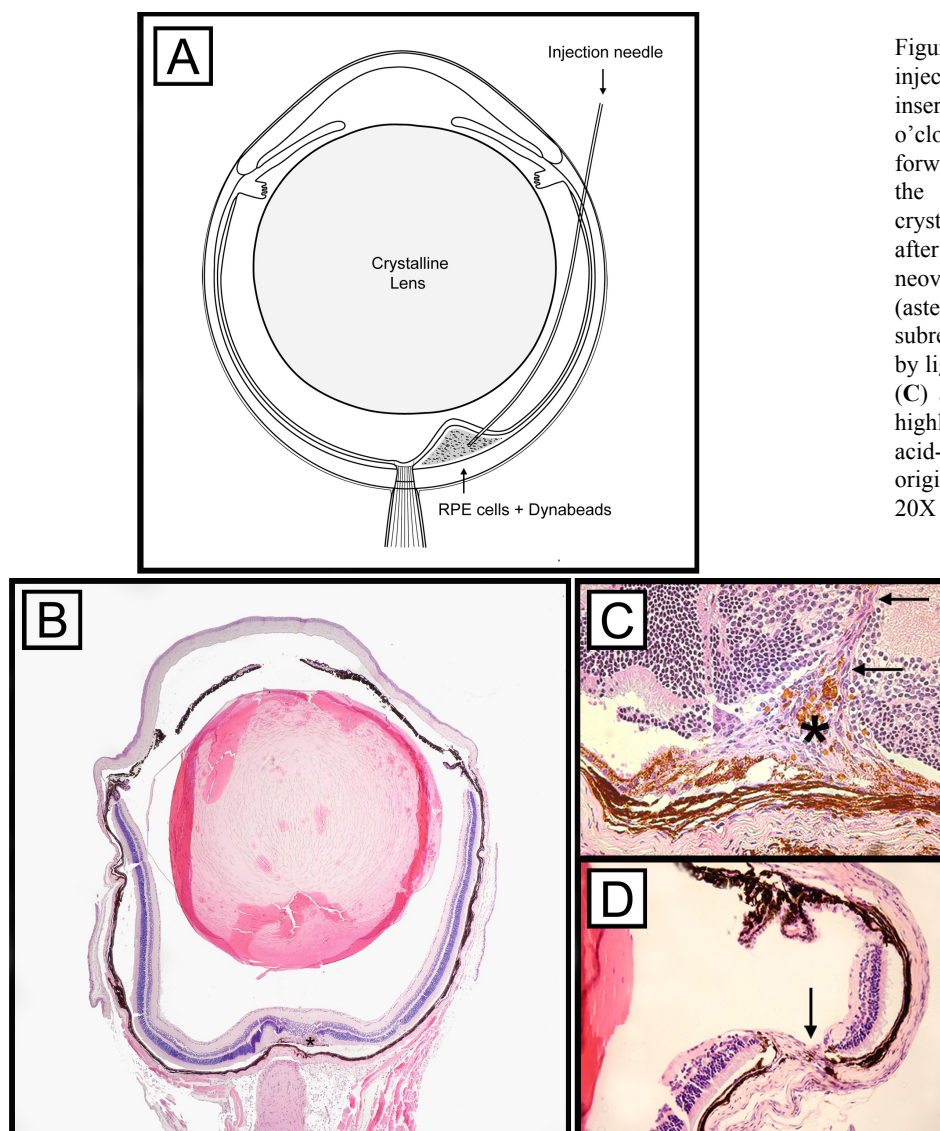 A
Injection needle
Crystalline
Lens
RPE cells + Dynabeads
Figur
injec
inser
o'clo
forw
the
cryst
after
neov
(aste
subre
by lig
(C)
highl
acid-
origi
20X
B
*
C
*
D